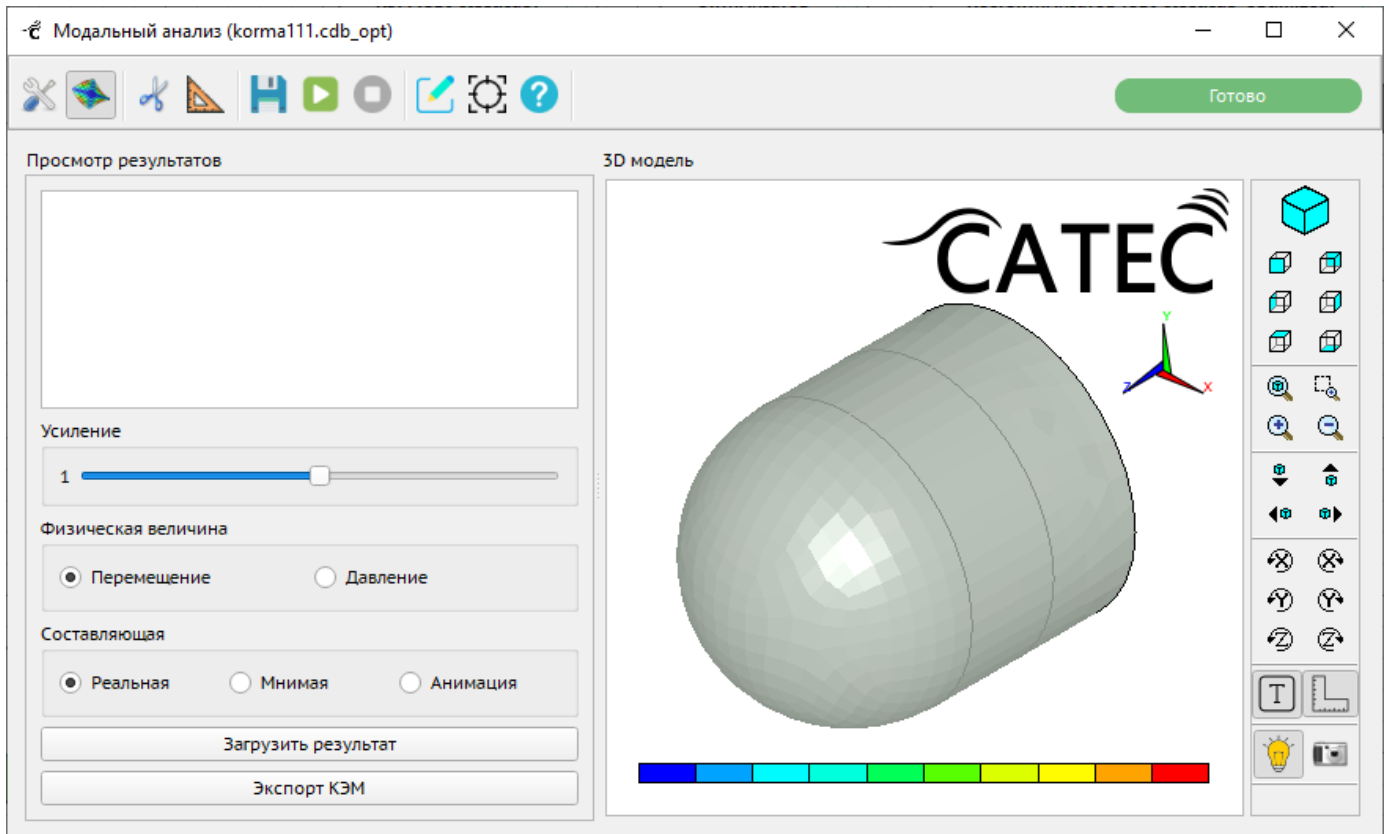 Модальный анализ (korma111.cdb_opt)
Готово
Просмотр результатов
3D модель
CATEC
Y
Z
X
Усиление
1
Физическая величина
Перемещение
Давление
Составляющая
Реальная
Мнимая
Анимация
Загрузить результат
Экспорт КЭМ
X
X
Y
Y
Z
Z
T